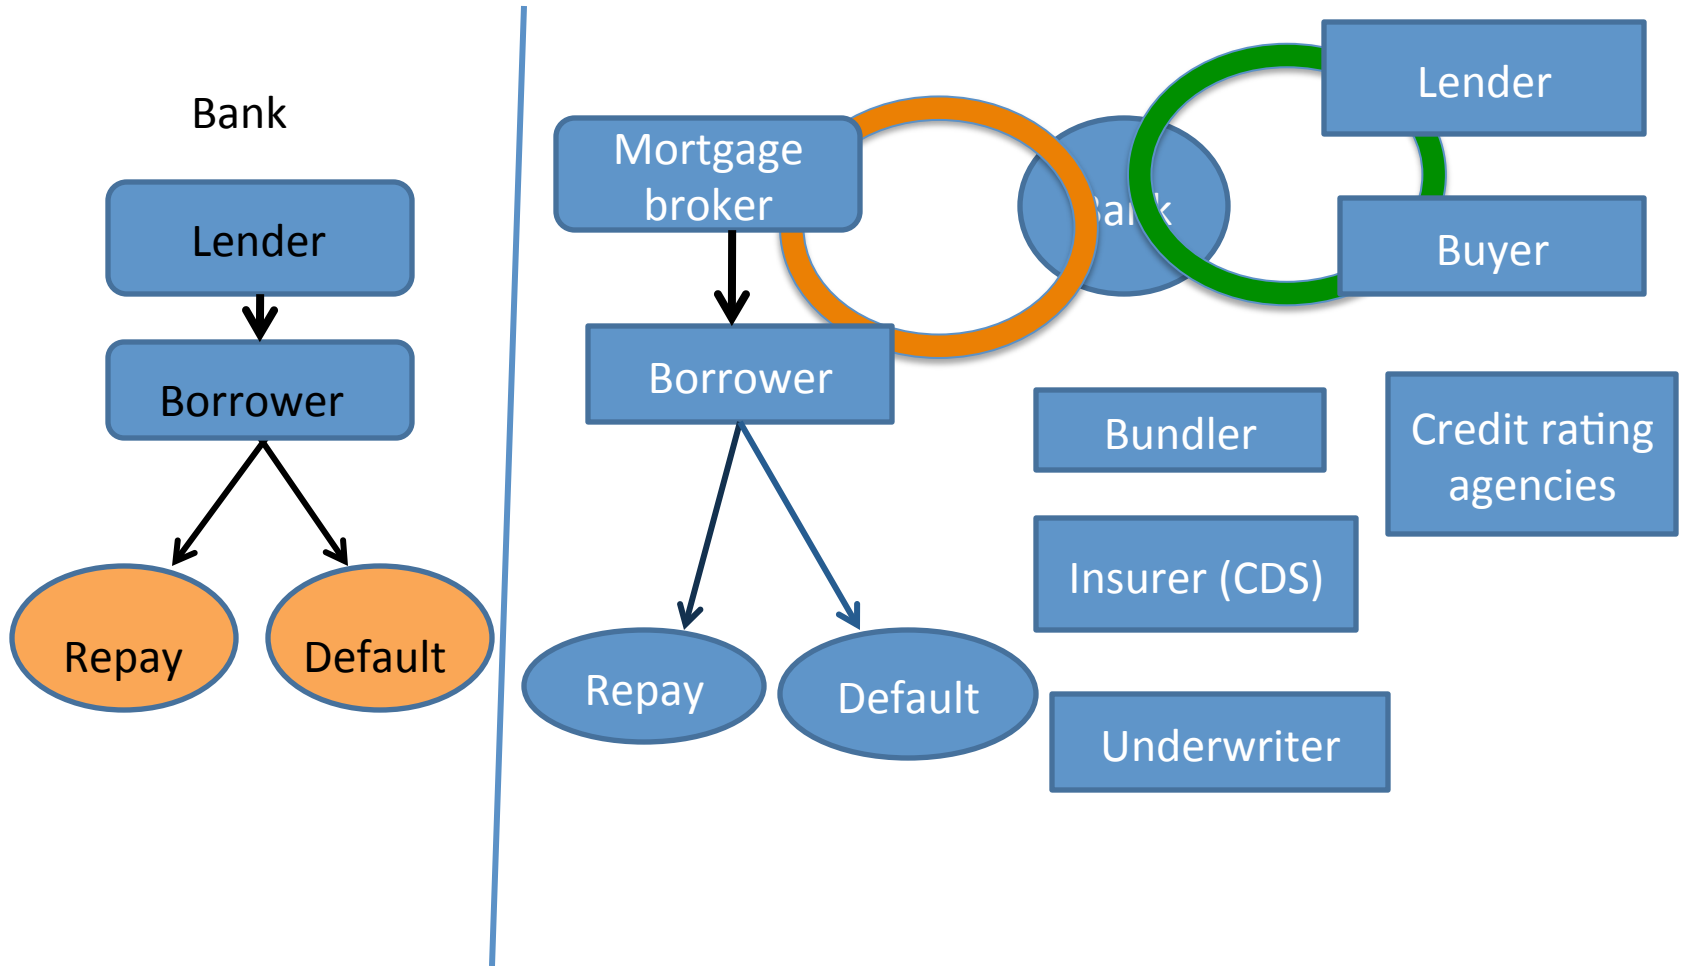 Bank
Lender
Borrower
Repay
Default
Mortgage
broker
Borrower
Repay
Default
Bank
Lender
Buyer
Bundler
Credit rating
agencies
Insurer (CDS)
Underwriter